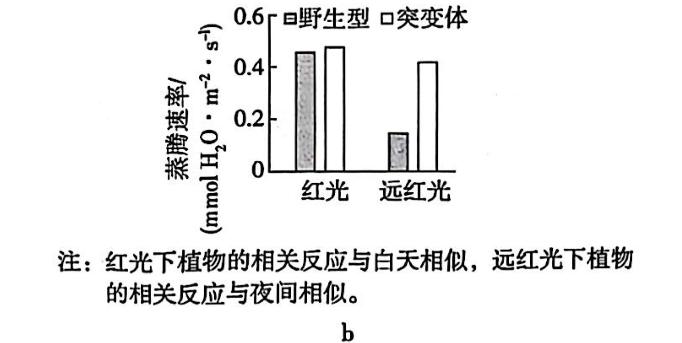 0.6
野生型 突变体
0.4
0.2
0
蒸腾速率/
(mmol H₂O·m⁻²·s⁻¹)
红光 远红光
注：红光下植物的相关反应与白天相似，远红光下植物
的相关反应与夜间相似。
b